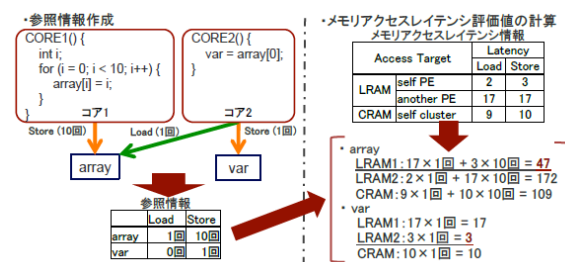 ・参照情報作成
CORE1() {
int i;
for (i = 0; i < 10; i++) {
array[i] = i;
}
}
コア1
CORE2() {
var = array[0];
}
コア2
Store (10回)
Load (1回)
Store (1回)
array
var
参照情報
Load Store
array 1回 10回
var 0回 1回
・メモリアクセスレイテンシ評価値の計算
メモリアクセスレイテンシ情報
Access Target Latency
Load Store
LRAM self PE 2 3
another PE 17 17
CRAM self cluster 9 10
・ array
LRAM1:17×1回 + 3×10回 = 47
LRAM2:2×1回 + 17×10回 = 172
CRAM:9×1回 + 10×10回 = 109
・ var
LRAM1:17×1回 = 17
LRAM2:3×1回 = 3
CRAM:10×1回 = 10